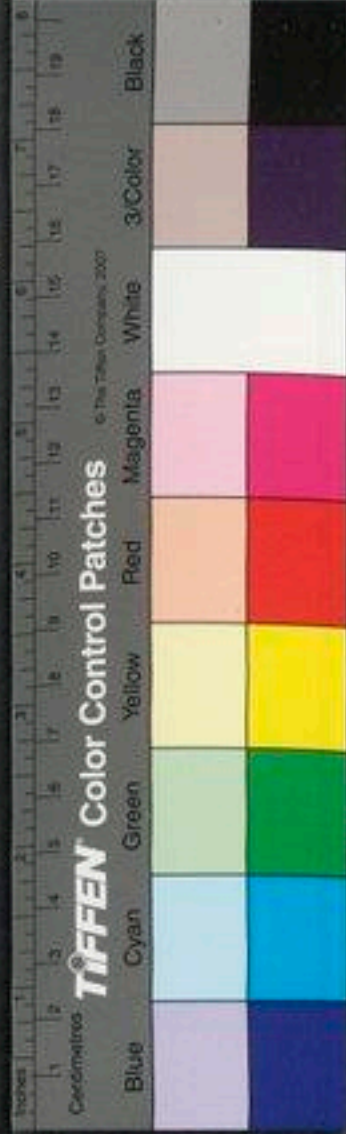 TIFFEN® Color Control Patches
© The Tiffen Company, 2007
Blue Cyan Green Yellow Red Magenta White 3/Color Black
Inches 1 2 3 4 5 6 7 8
Centimetres 1 2 3 4 5 6 7 8 9 10 11 12 13 14 15 16 17 18 19